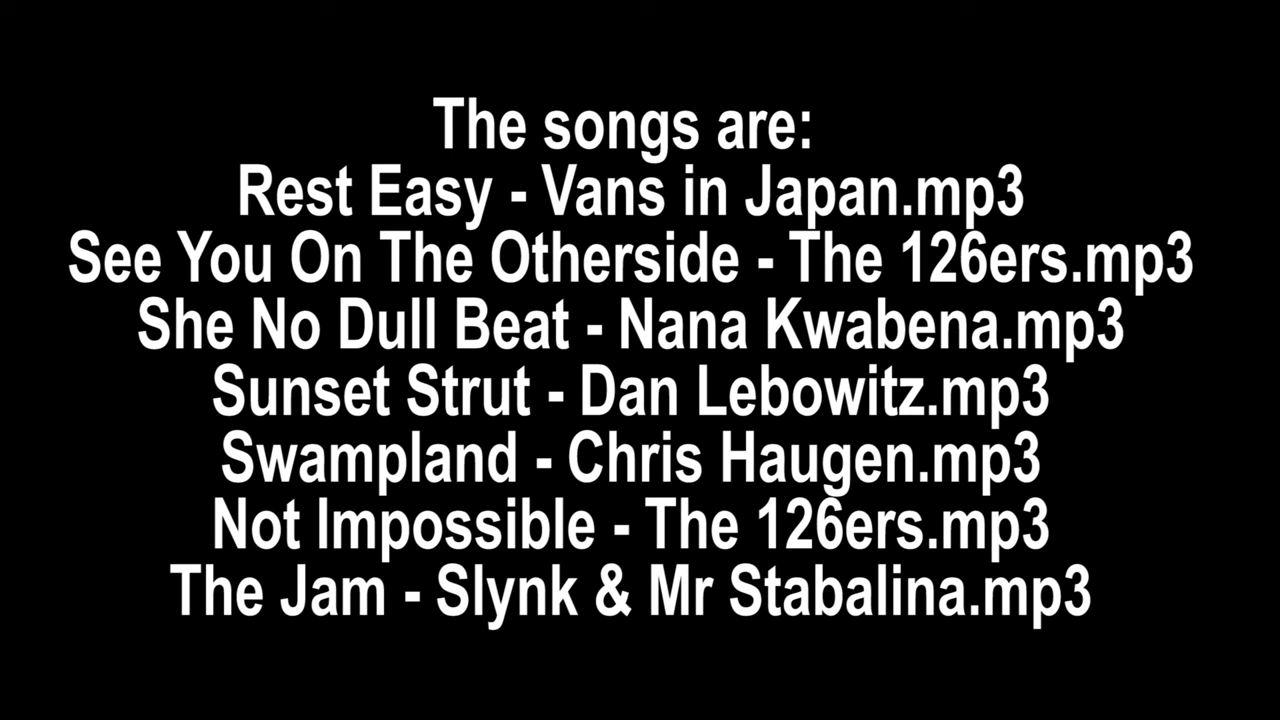 The songs are:
Rest Easy - Vans in Japan.mp3
See You On The Otherside - The 126ers.mp3
She No Dull Beat - Nana Kwabena.mp3
Sunset Strut - Dan Lebowitz.mp3
Swampland - Chris Haugen.mp3
Not Impossible - The 126ers.mp3
The Jam - Slynk & Mr Stabalina.mp3